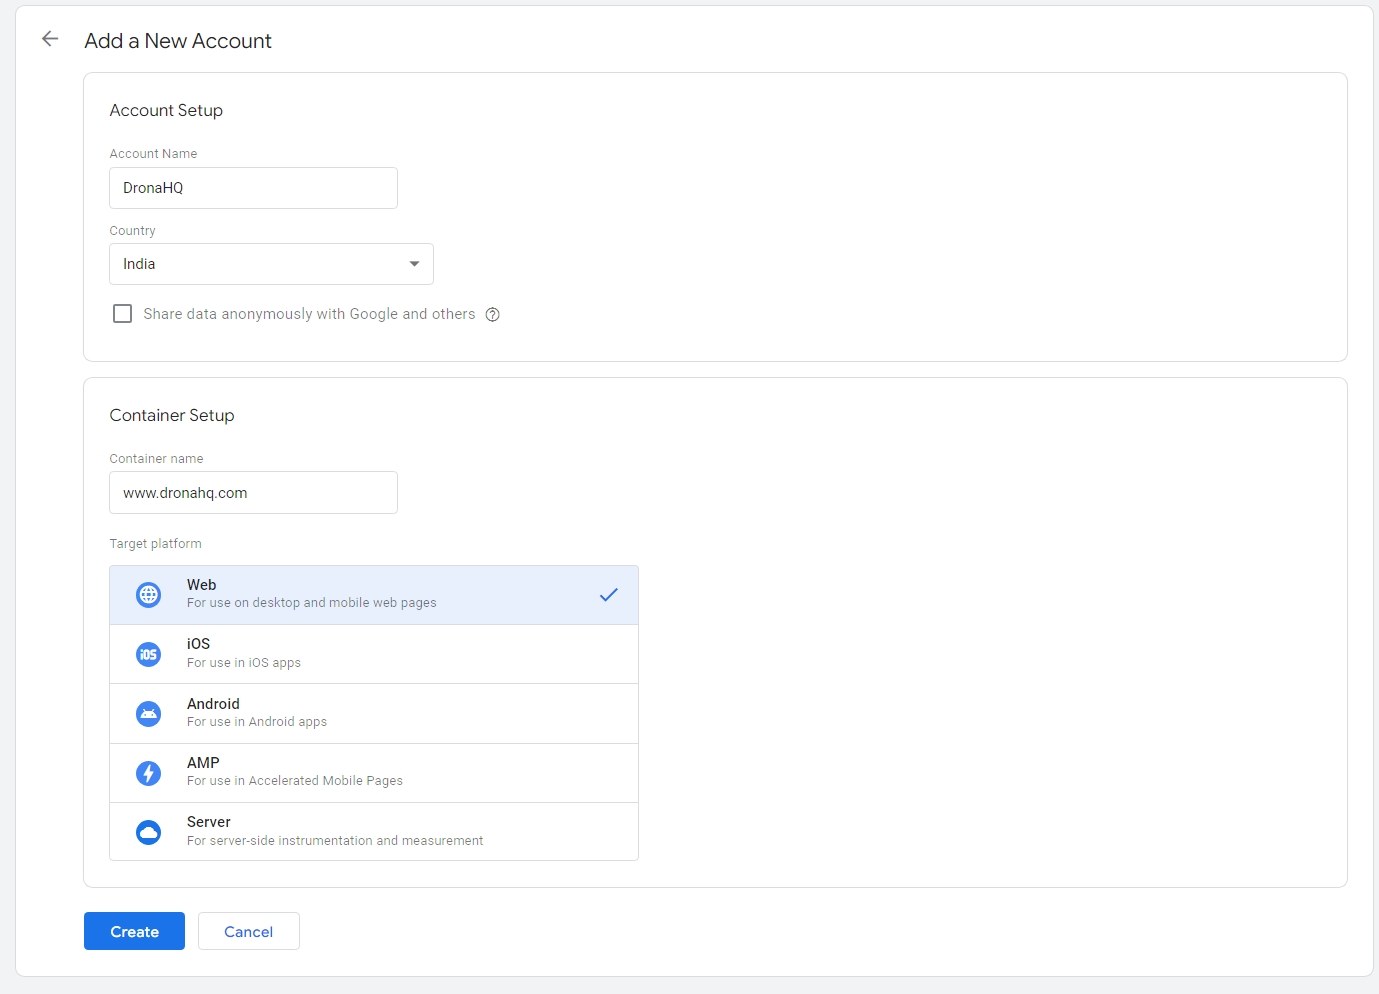 Add a New Account
Account Setup
Account Name
DronaHQ
Country
India
Share data anonymously with Google and others
Container Setup
Container name
www.dronahq.com
Target platform
Web
For use on desktop and mobile web pages
iOS
iOS
For use in iOS apps
Android
For use in Android apps
AMP
For use in Accelerated Mobile Pages
Server
For server-side instrumentation and measurement
Create Cancel